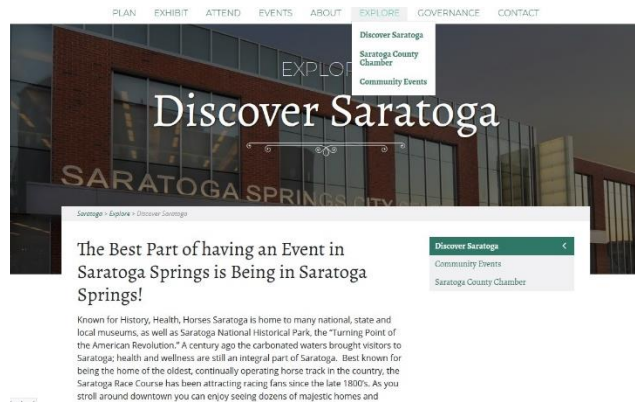 PLAN EXHIBIT ATTEND EVENTS ABOUT EXPLORE GOVERNANCE CONTACT
Discover Saratoga
Saratoga County
Chamber
Community Events
EXPLOR
Discover Saratoga
SARATOGA SPRINGS CITY
Saratoga > Explore > Discover Saratoga
The Best Part of having an Event in
Saratoga Springs is Being in Saratoga
Springs!
Known for History, Health, Horses Saratoga is home to many national, state and
local museums, as well as Saratoga National Historical Park, the "Turning Point of
the American Revolution." A century ago the carbonated waters brought visitors to
Saratoga; health and wellness are still an integral part of Saratoga. Best known for
being the home of the oldest, continually operating horse track in the country, the
Saratoga Race Course has been attracting racing fans since the late 1800's. As you
stroll around downtown you can enjoy seeing dozens of majestic homes and
Discover Saratoga
Community Events
Saratoga County Chamber